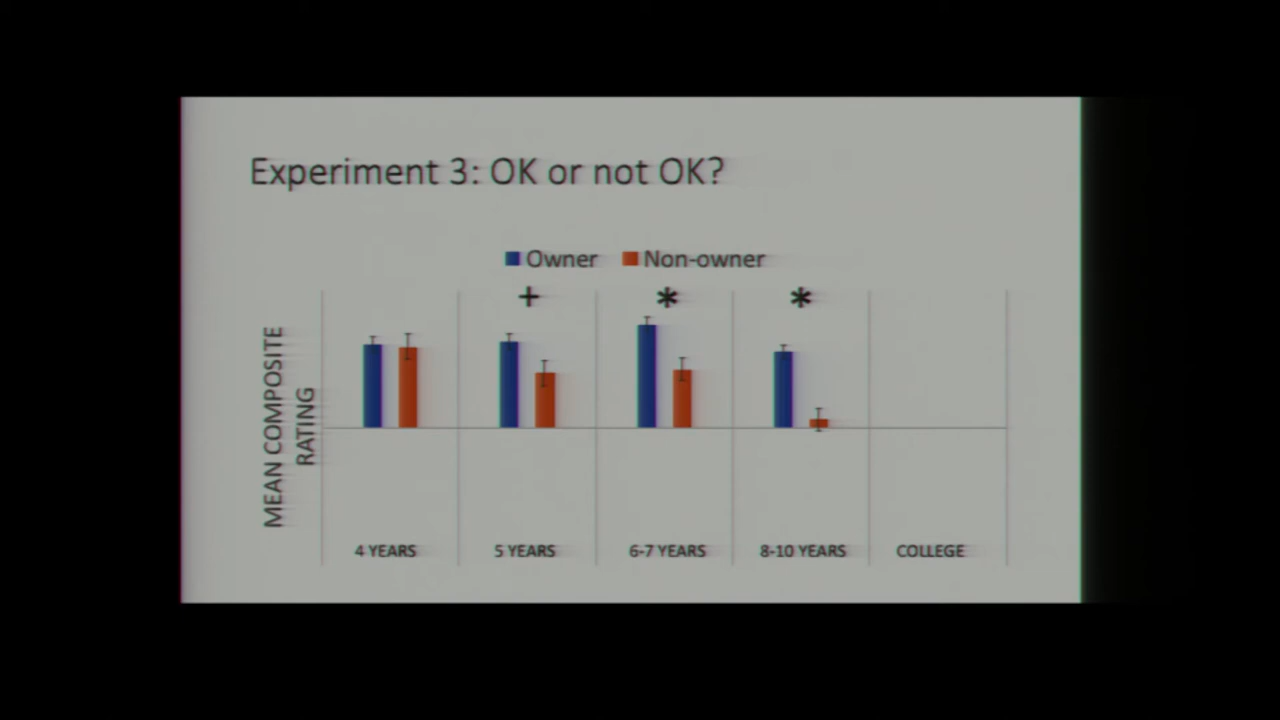 Experiment 3: OK or not OK?
Owner Non-owner
+ * *
MEAN COMPOSITE
RATING
4 YEARS 5 YEARS 6-7 YEARS 8-10 YEARS COLLEGE